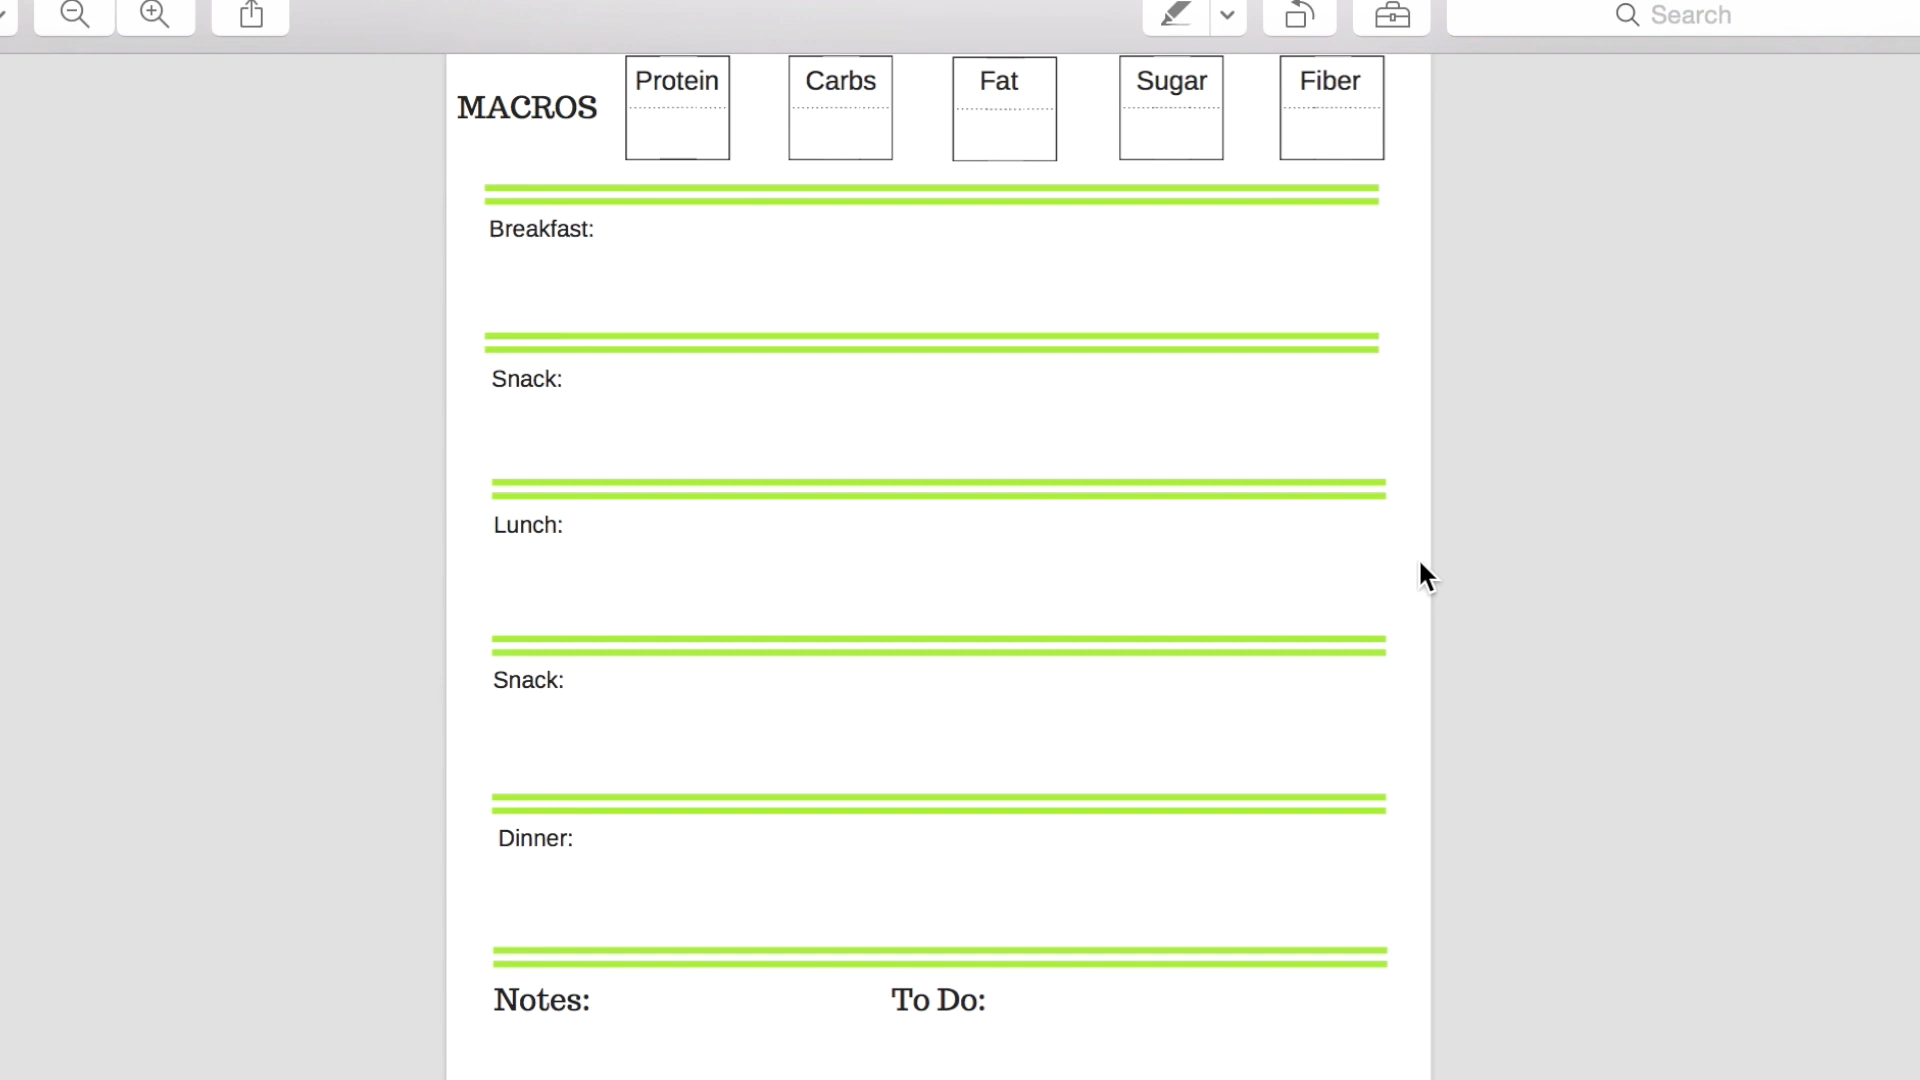 Search
MACROS Protein Carbs Fat Sugar Fiber
Breakfast:
Snack:
Lunch:
Snack:
Dinner:
Notes: To Do: